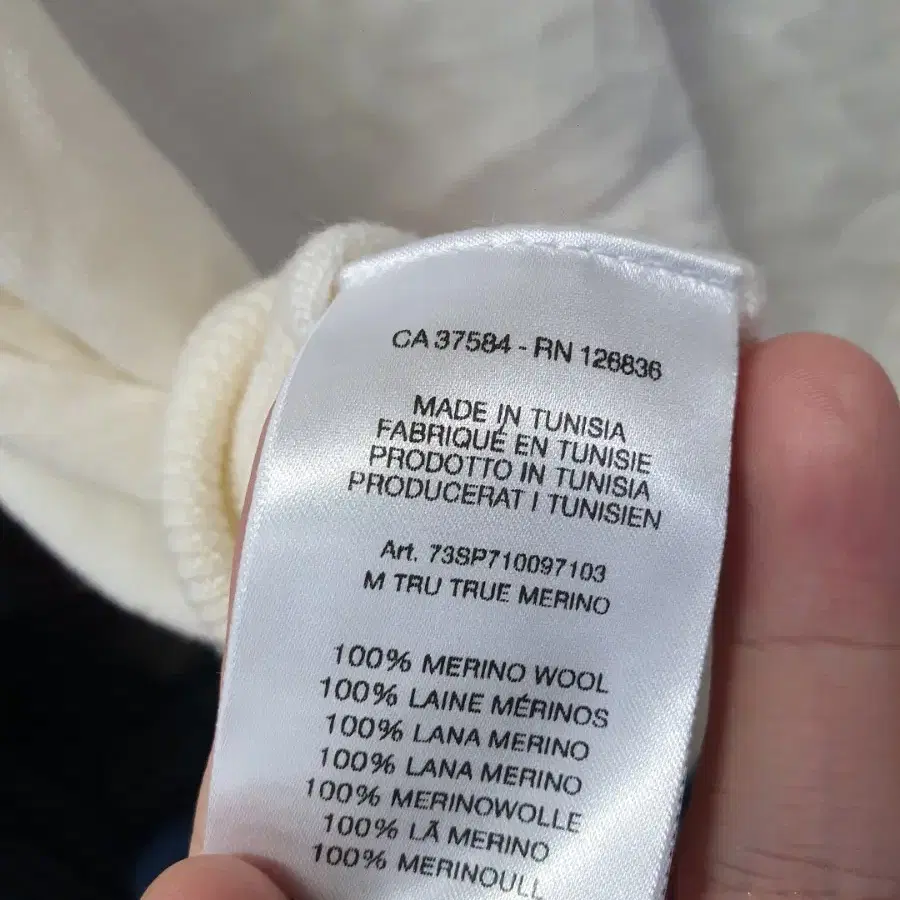 CA 37584 - RN 126836
MADE IN TUNISIA
FABRIQUÉ EN TUNISIE
PRODOTTO IN TUNISIA
PRODUCERAT I TUNISIEN
Art. 73SP710097103
M TRU TRUE MERINO
100% MERINO WOOL
100% LAINE MÉRINOS
100% LANA MERINO
100% LANA MERINO
100% MERINOWOLLE
100% LÃ MERINO
100% MERINOULL